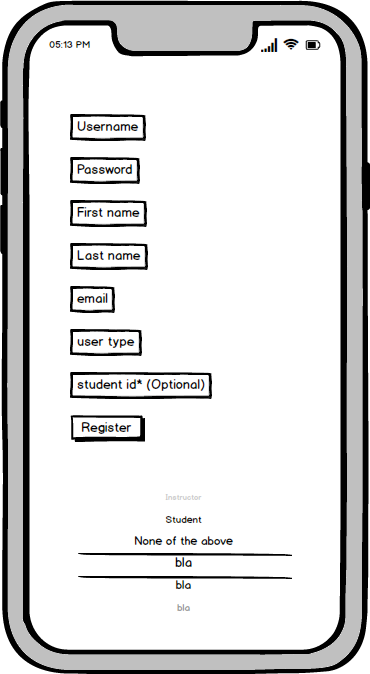 05:13 PM
Username
Password
First name
Last name
email
user type
student id* (Optional)
Register
Instructor
Student
None of the above
bla
bla
bla